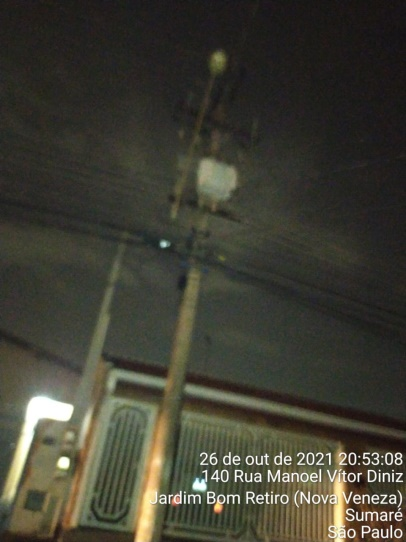 26 de out de 2021 20:53:08
140 Rua Manoel Vítor Diniz
Jardim Bom Retiro (Nova Veneza)
Sumaré
São Paulo